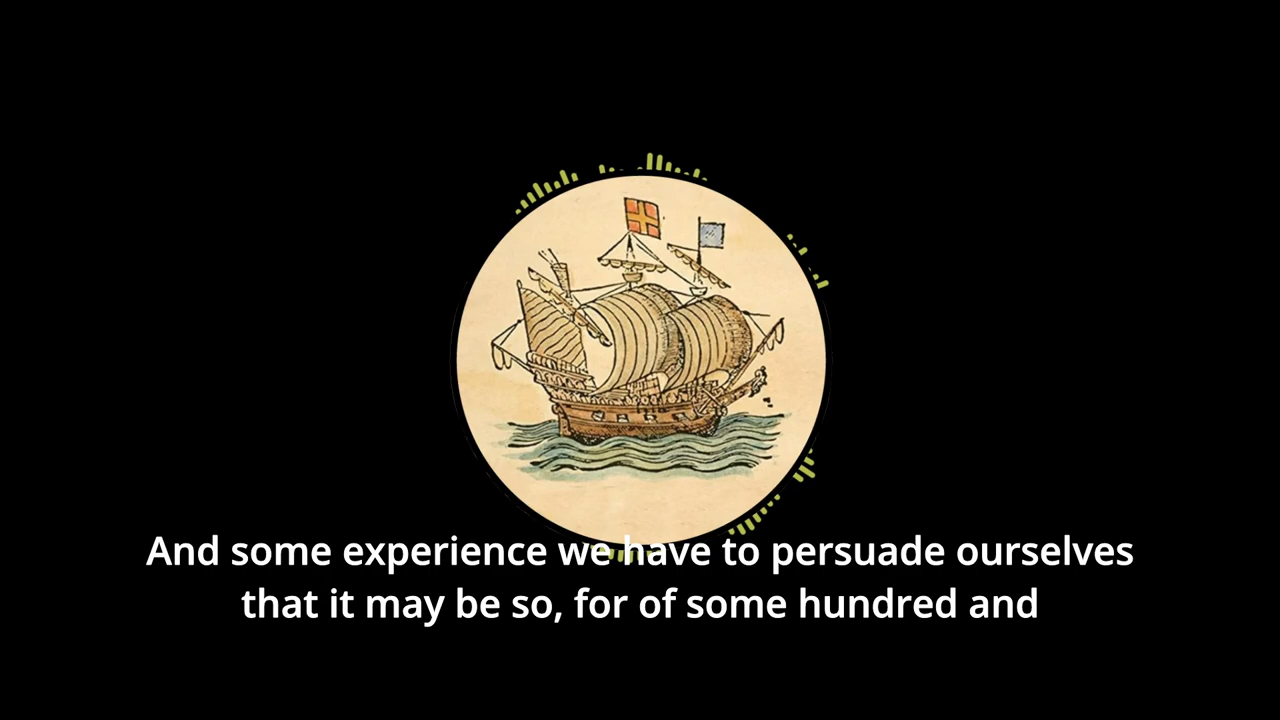 And some experience we have to persuade ourselves
that it may be so, for of some hundred and